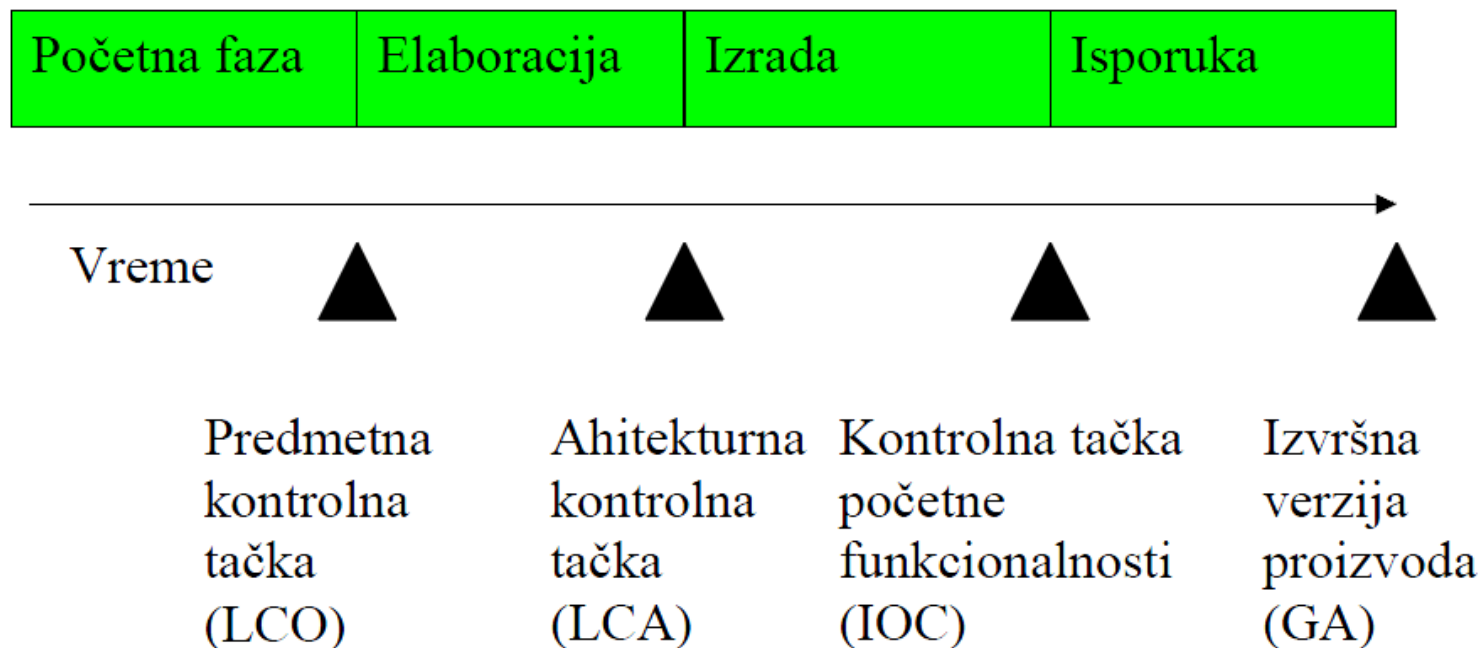 Početna faza
Elaboracija
Izrada
Isporuka
Vreme
Predmetna
kontrolna
tačka
(LCO)
Ahitekturna
kontrolna
tačka
(LCA)
Kontrolna tačka
početne
funkcionalnosti
(IOC)
Izvršna
verzija
proizvoda
(GA)